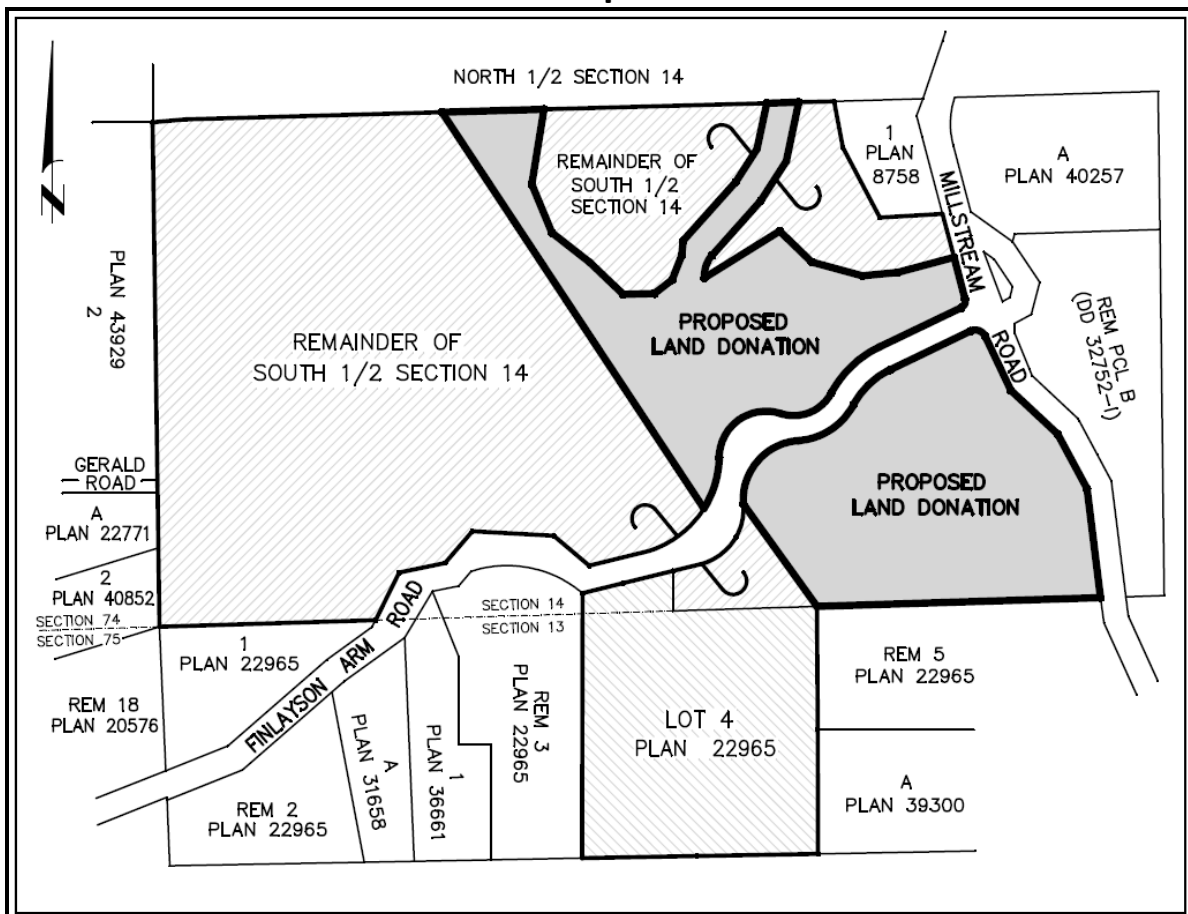 NORTH 1/2 SECTION 14
N
1
PLAN
8758
A
PLAN 40257
REMAINDER OF
SOUTH 1/2
SECTION 14
MILLSTREAM
ROAD
PLAN 43929
2
REM PCL B
(DD 32752-I)
REMAINDER OF
SOUTH 1/2 SECTION 14
PROPOSED
LAND DONATION
GERALD
ROAD
PROPOSED
LAND DONATION
A
PLAN 22771
2
PLAN 40852
SECTION 74
SECTION 75
SECTION 14
SECTION 13
FINLAYSON ARM ROAD
1
PLAN 22965
REM 18
PLAN 20576
REM 3
PLAN 22965
LOT 4
PLAN 22965
REM 5
PLAN 22965
A
PLAN 31658
1
PLAN 36661
REM 2
PLAN 22965
A
PLAN 39300